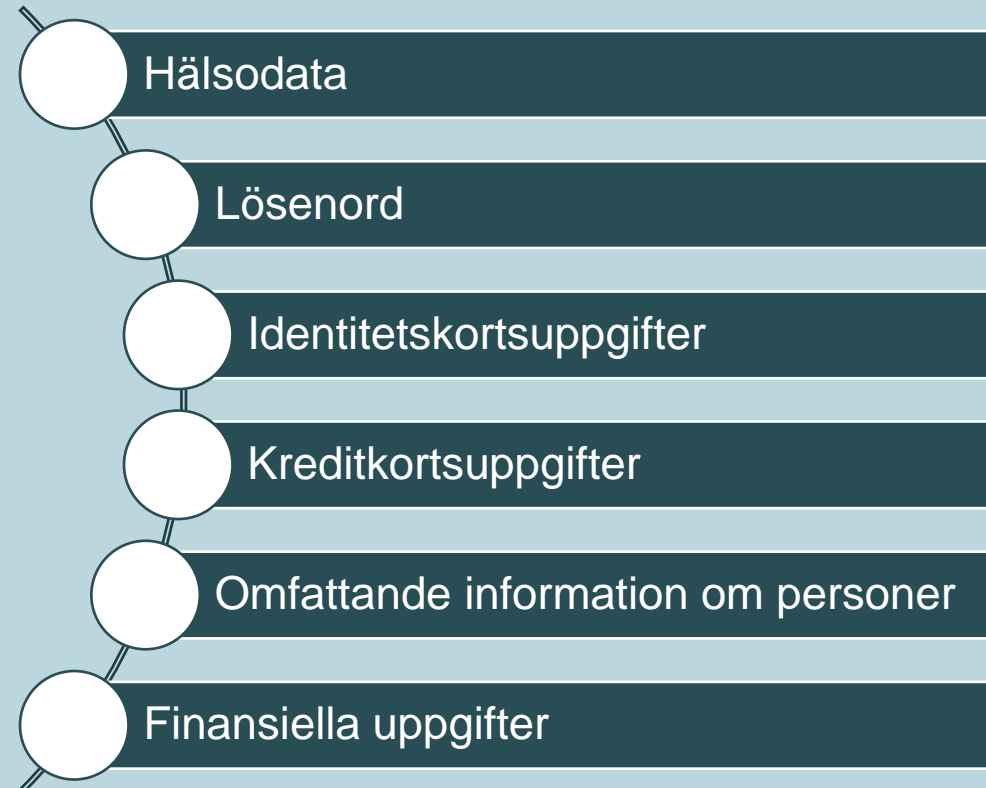 Hälsodata
Lösenord
Identitetskortsuppgifter
Kreditkortsuppgifter
Omfattande information om personer
Finansiella uppgifter